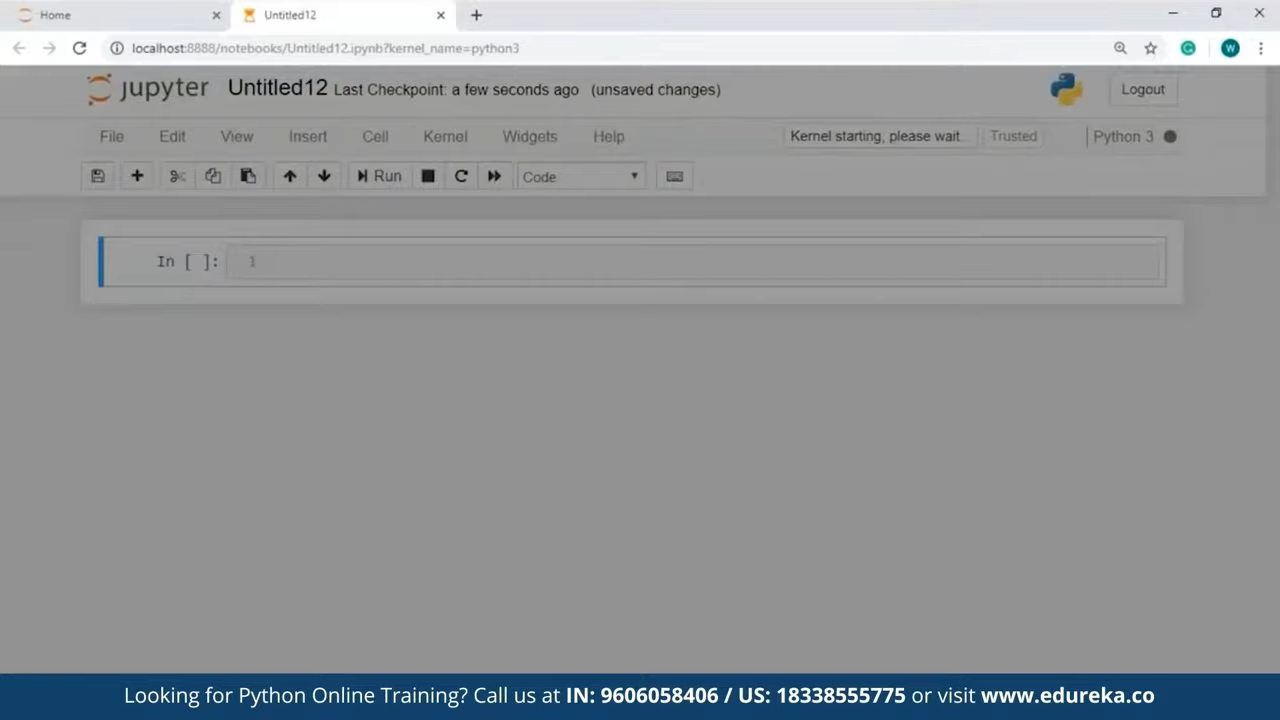 Home
Untitled12
localhost:8888/notebooks/Untitled12.ipynb?kernel_name=python3
W
jupyter Untitled12 Last Checkpoint: a few seconds ago (unsaved changes)
Logout
File Edit View Insert Cell Kernel Widgets Help
Kernel starting, please wait
Trusted
Python 3
Run
Code
In [ ]: 1
Looking for Python Online Training? Call us at IN: 9606058406 / US: 18338555775 or visit www.edureka.co